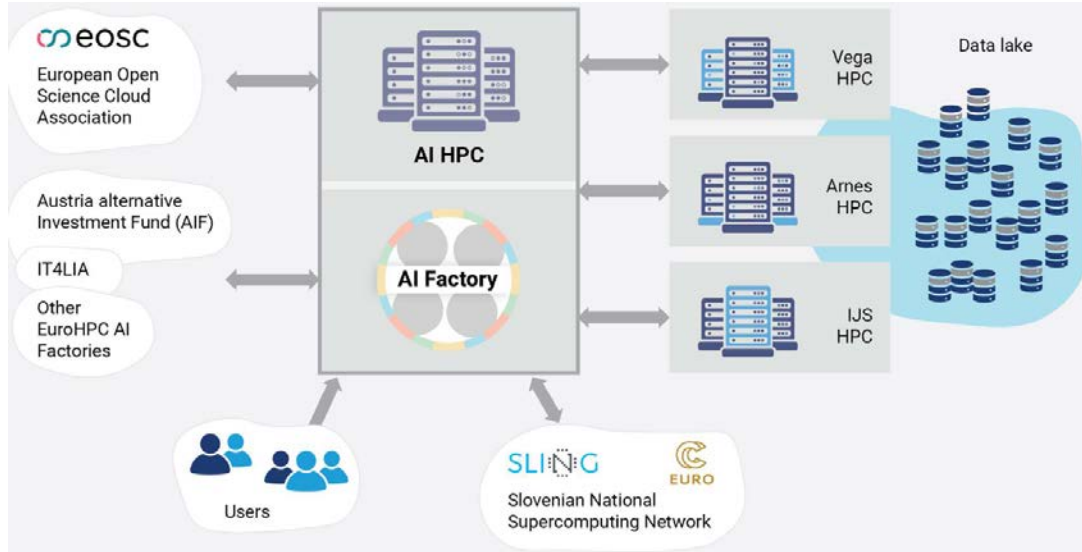 eosc
European Open
Science Cloud
Association
Austria alternative
Investment Fund (AIF)
IT4LIA
Other
EuroHPC AI
Factories
AI HPC
AI Factory
Vega
HPC
Arnes
HPC
IJS
HPC
Data lake
Users
SLING
EURO
Slovenian National
Supercomputing Network